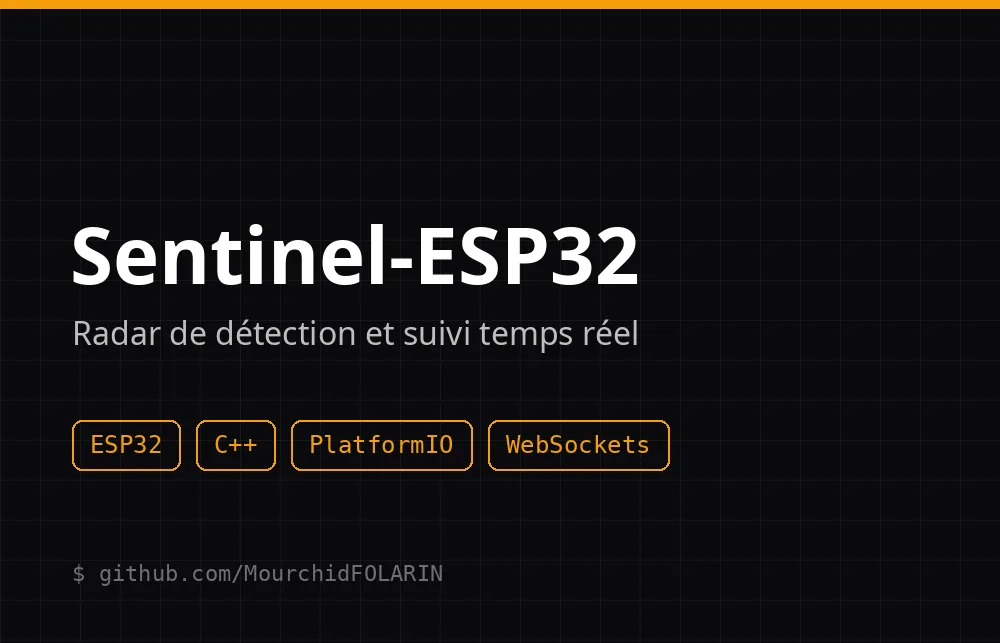 Sentinel-ESP32
Radar de détection et suivi temps réel
ESP32 C++ PlatformIO WebSockets
$ github.com/MourchidFOLARIN